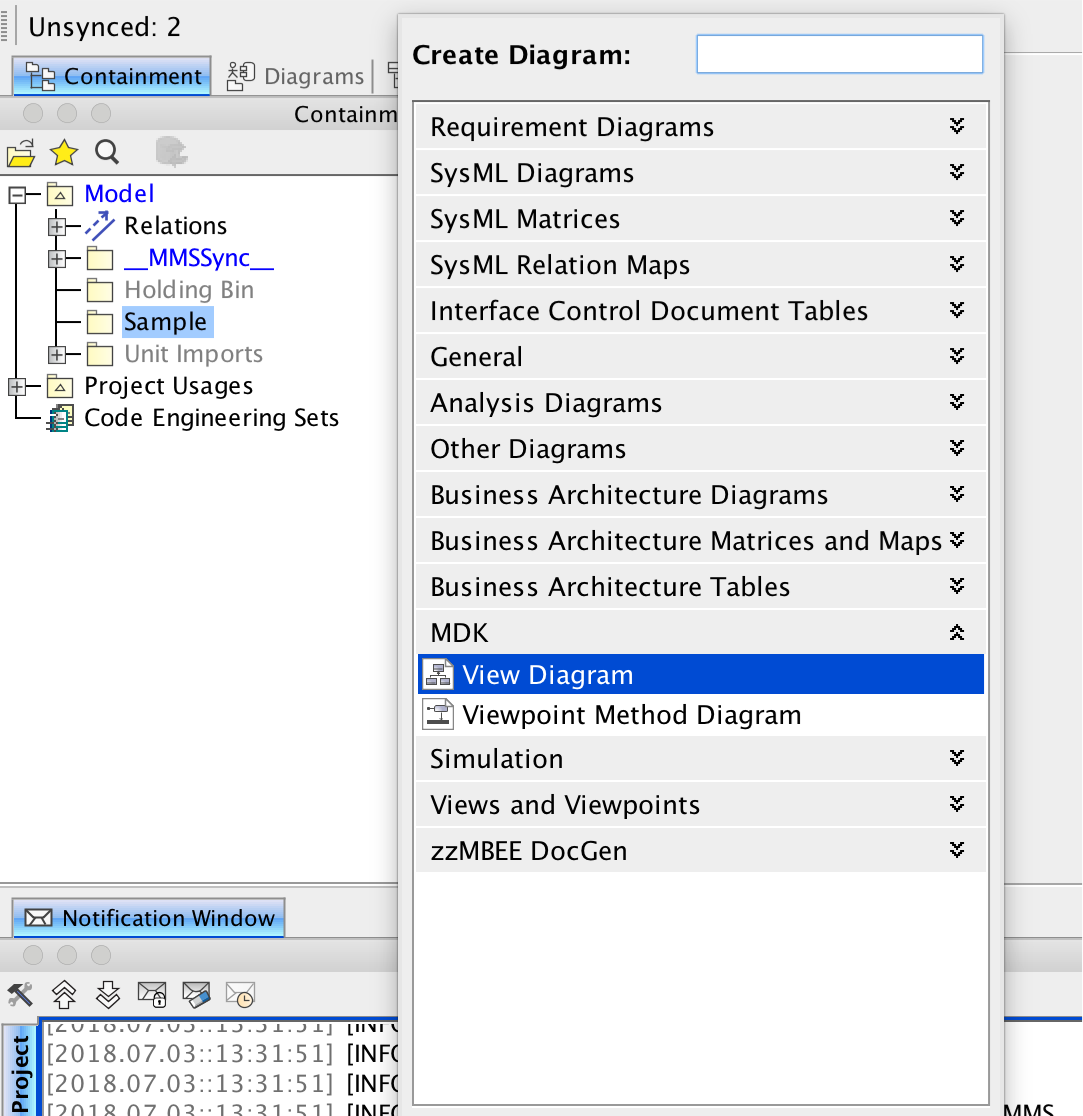 Unsynced: 2
Containment
Diagrams
Containm
Model
Relations
__MMSSync__
Holding Bin
Sample
Unit Imports
Project Usages
Code Engineering Sets
Create Diagram:
Requirement Diagrams
SysML Diagrams
SysML Matrices
SysML Relation Maps
Interface Control Document Tables
General
Analysis Diagrams
Other Diagrams
Business Architecture Diagrams
Business Architecture Matrices and Maps
Business Architecture Tables
MDK
View Diagram
Viewpoint Method Diagram
Simulation
Views and Viewpoints
zzMBEE DocGen
Notification Window
Project
[2018.07.03::13:31:51] [INFO
[2018.07.03::13:31:51] [INFO
[2018.07.03::13:31:51] [INFO
[2018.07.03::13:31:51] [INFO
MMS